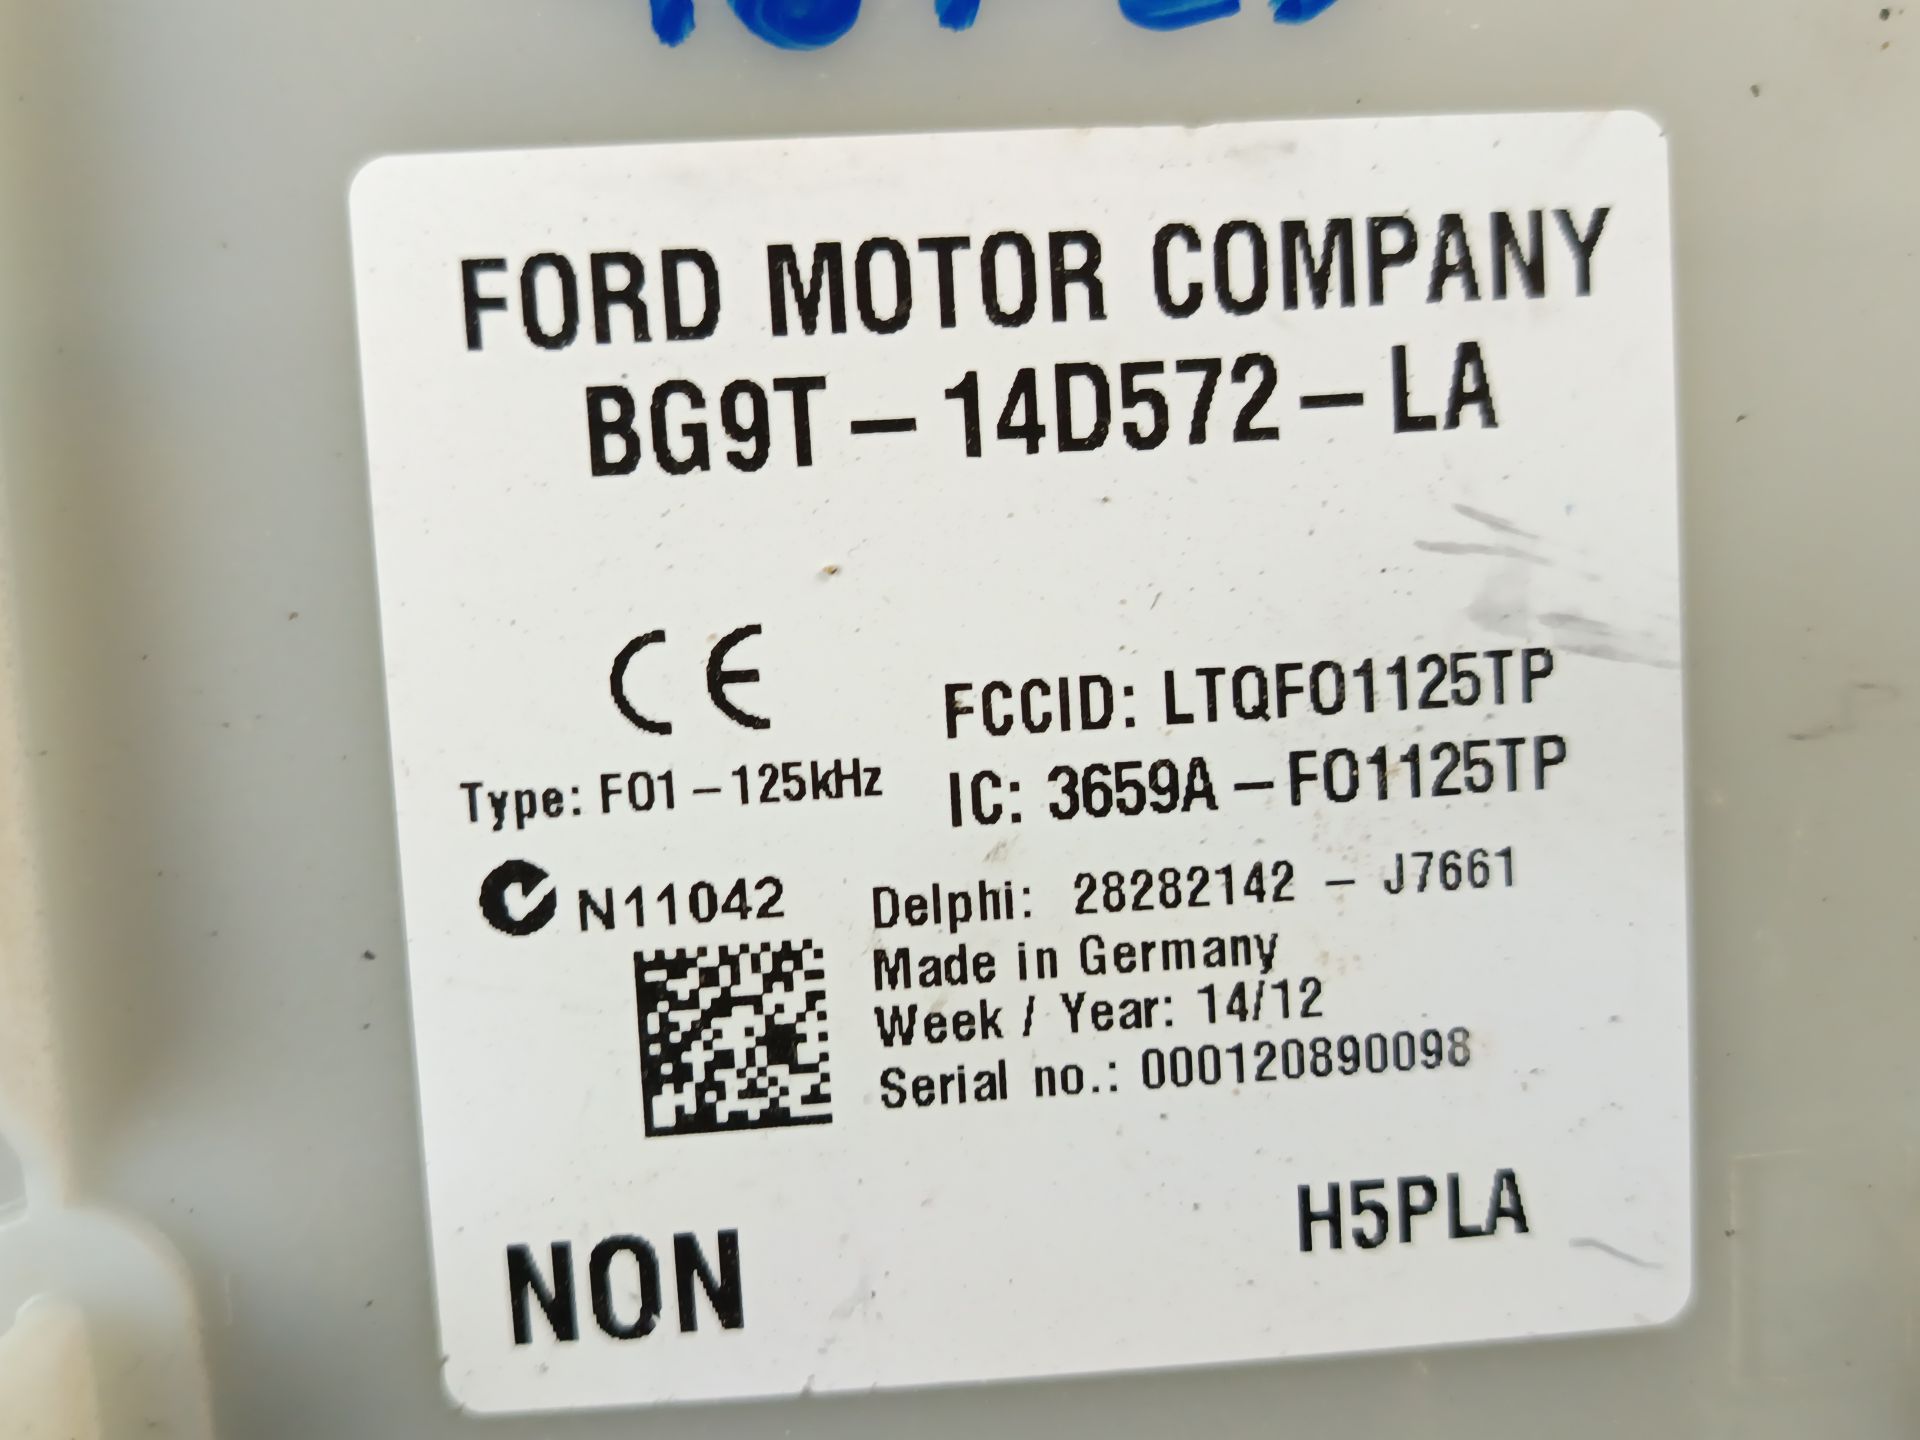 FORD MOTOR COMPANY
BG9T-14D572-LA
CE
FCCID: LTQFO1125TP
Type: FO1-125kHz
IC: 3659A-FO1125TP
N11042
Delphi: 28282142 - J7661
Made in Germany
Week / Year: 14/12
Serial no.: 000120890098
H5PLA
NON